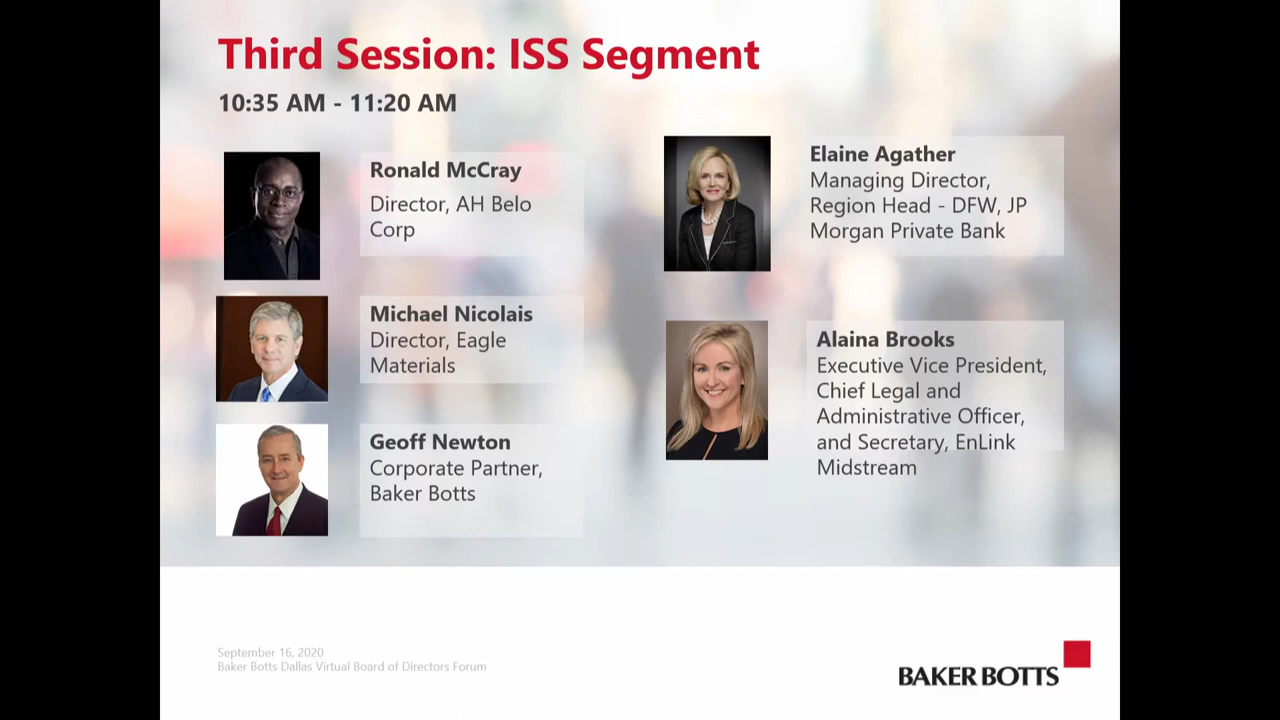 Third Session: ISS Segment
10:35 AM - 11:20 AM
Ronald McCray
Director, AH Belo
Corp
Michael Nicolais
Director, Eagle
Materials
Geoff Newton
Corporate Partner,
Baker Botts
Elaine Agather
Managing Director,
Region Head - DFW, JP
Morgan Private Bank
Alaina Brooks
Executive Vice President,
Chief Legal and
Administrative Officer,
and Secretary, EnLink
Midstream
September 16, 2020
Baker Botts Dallas Virtual Board of Directors Forum
BAKER BOTTS